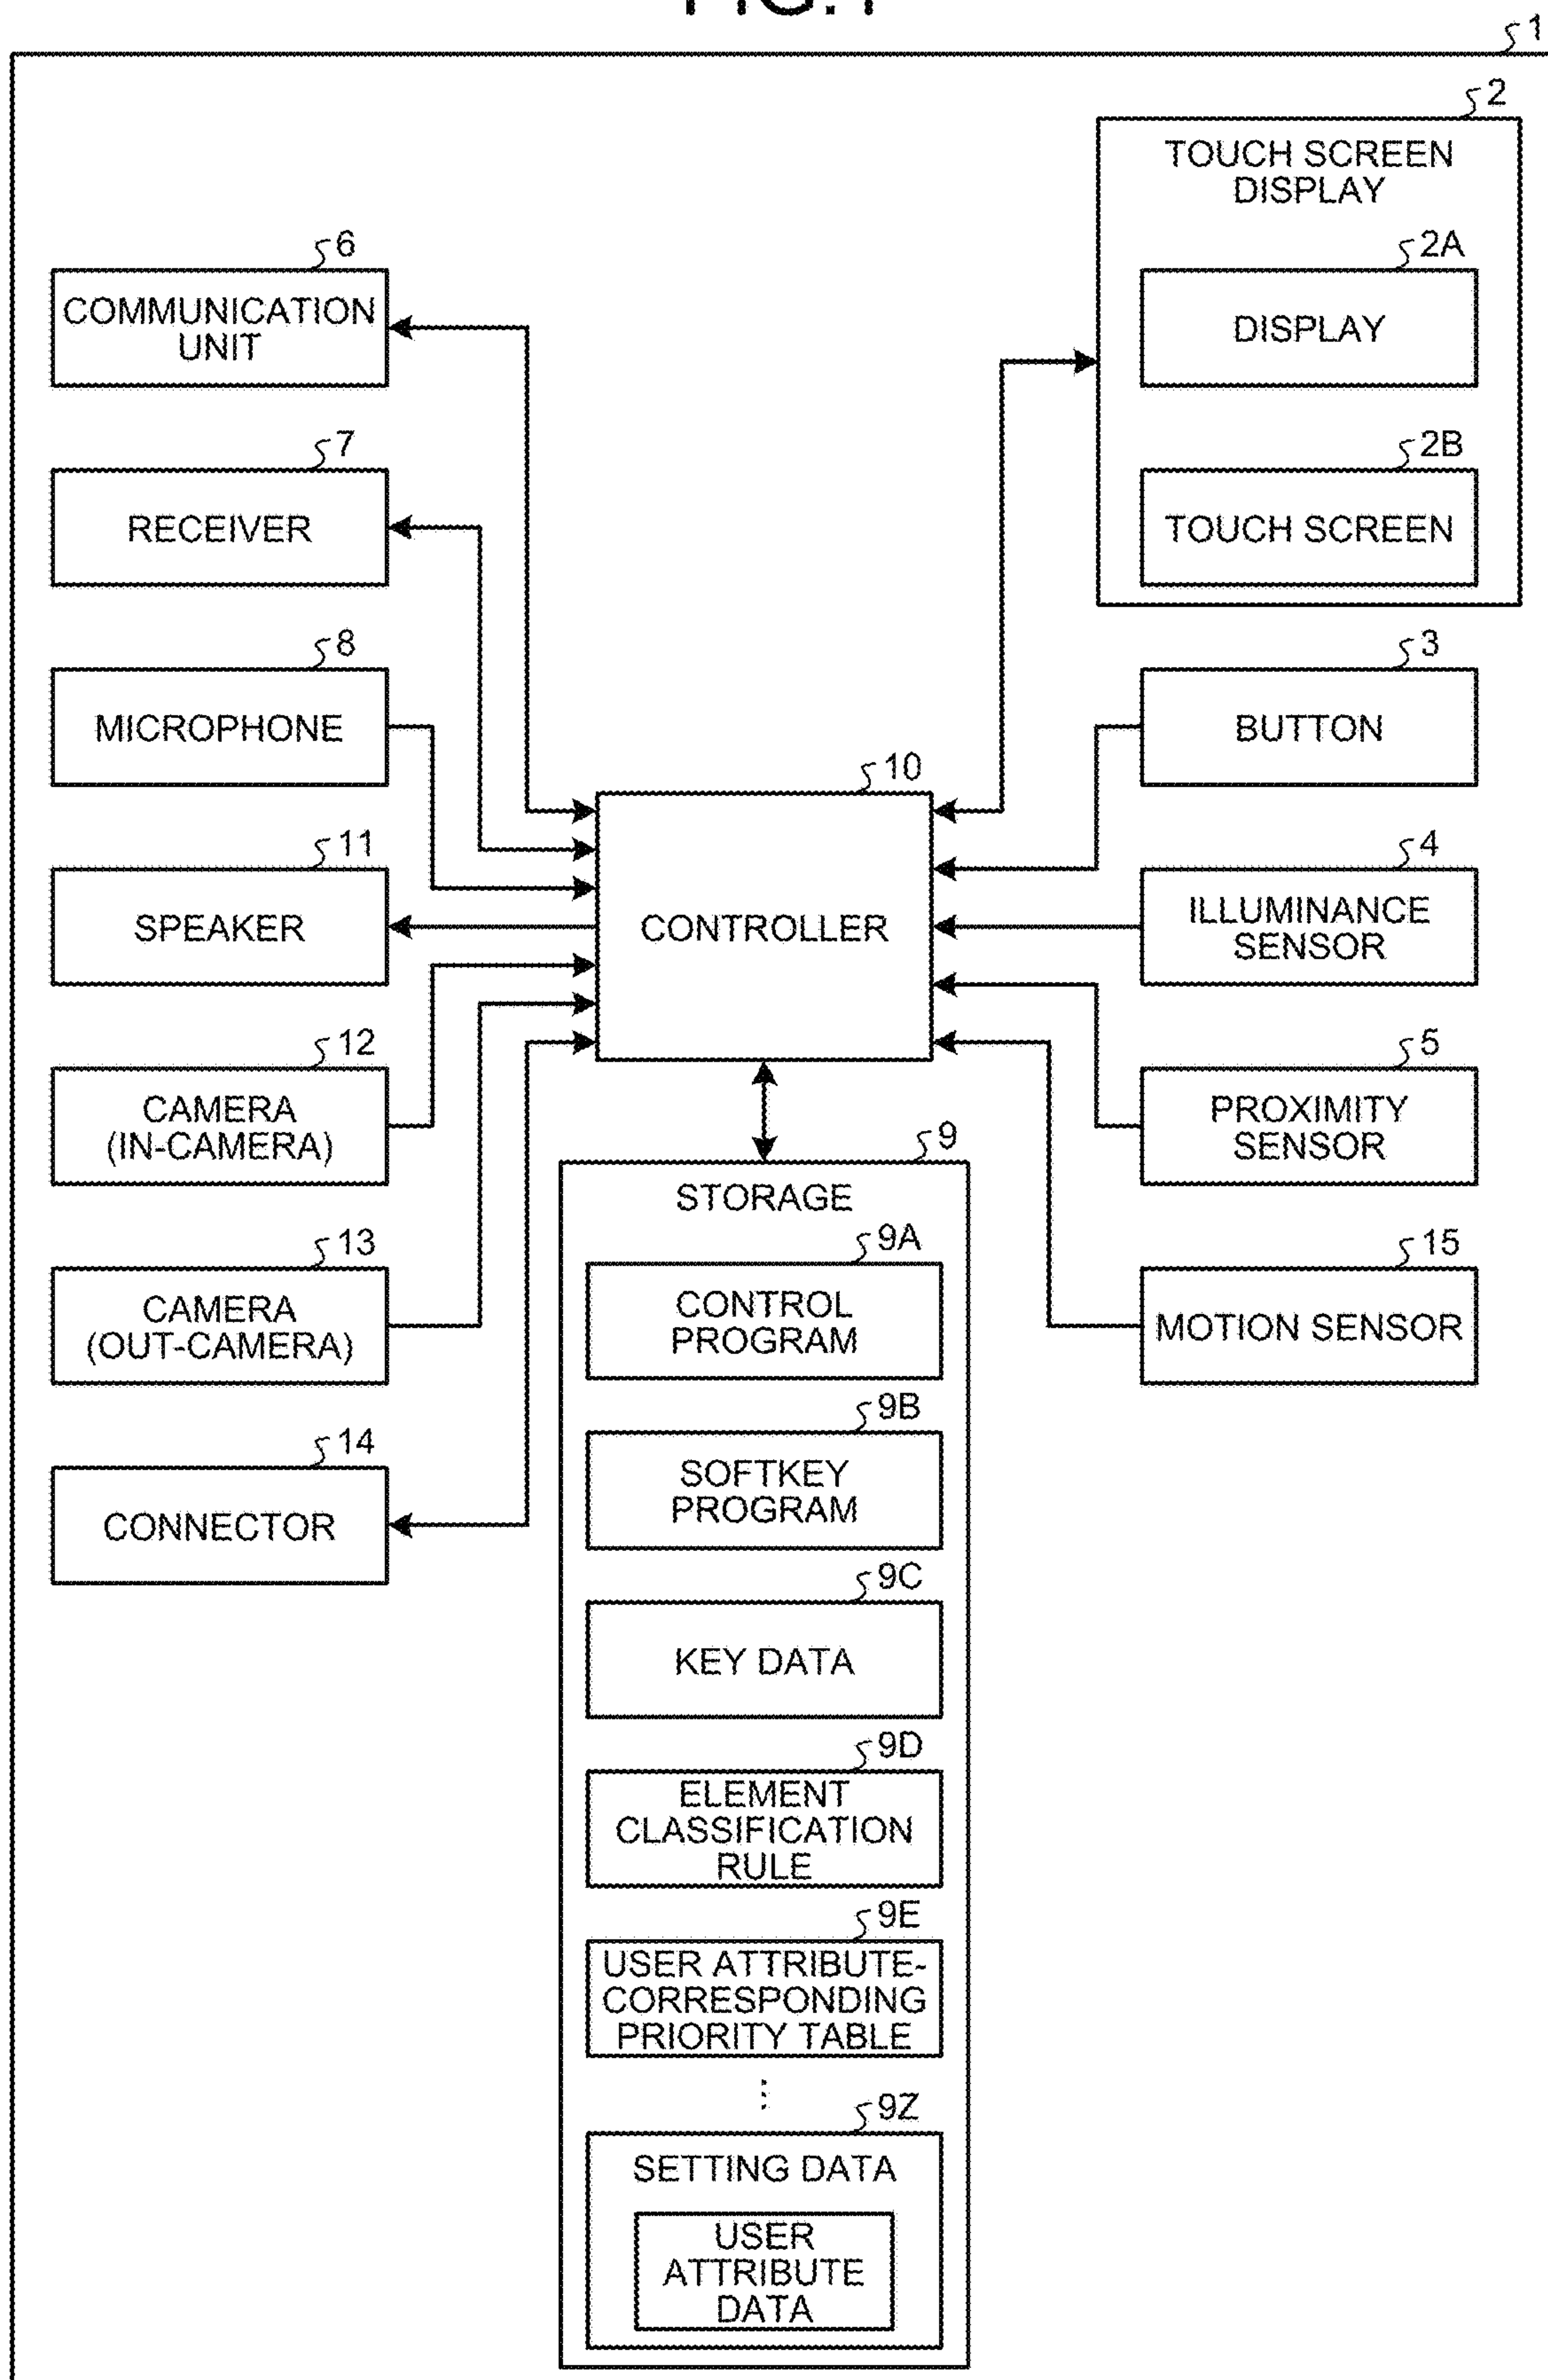 FIG.1
1
2
TOUCH SCREEN
DISPLAY
2A
DISPLAY
2B
TOUCH SCREEN
6
COMMUNICATION
UNIT
7
RECEIVER
8
MICROPHONE
11
SPEAKER
12
CAMERA
(IN-CAMERA)
13
CAMERA
(OUT-CAMERA)
14
CONNECTOR
10
CONTROLLER
3
BUTTON
4
ILLUMINANCE
SENSOR
5
PROXIMITY
SENSOR
15
MOTION SENSOR
9
STORAGE
9A
CONTROL
PROGRAM
9B
SOFTKEY
PROGRAM
9C
KEY DATA
9D
ELEMENT
CLASSIFICATION
RULE
9E
USER ATTRIBUTE-
CORRESPONDING
PRIORITY TABLE
⋮
9Z
SETTING DATA
USER
ATTRIBUTE
DATA